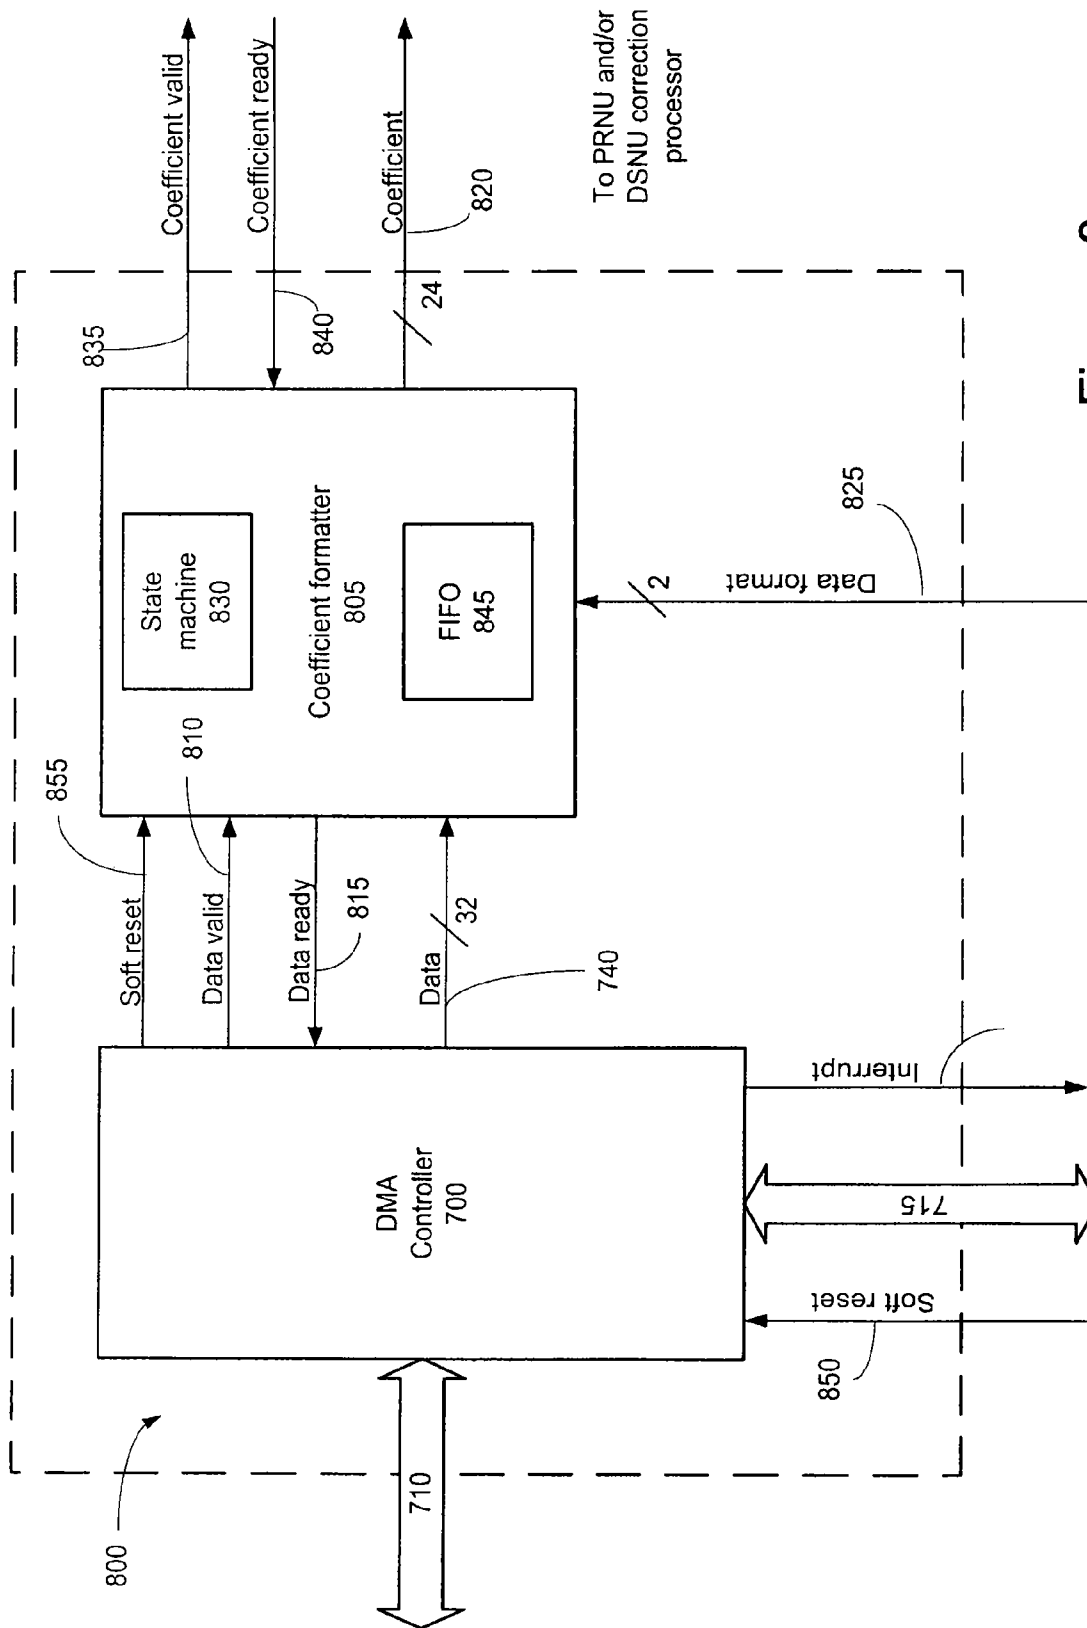 800
710
DMA
Controller
700
Soft reset
850
715
Interrupt
Soft reset
855
Data valid
810
Data ready
815
Data
32
740
State
machine
830
Coefficient formatter
805
FIFO
845
2
Data format
825
835
Coefficient valid
840
Coefficient ready
24
Coefficient
820
To PRNU and/or
DSNU correction
processor